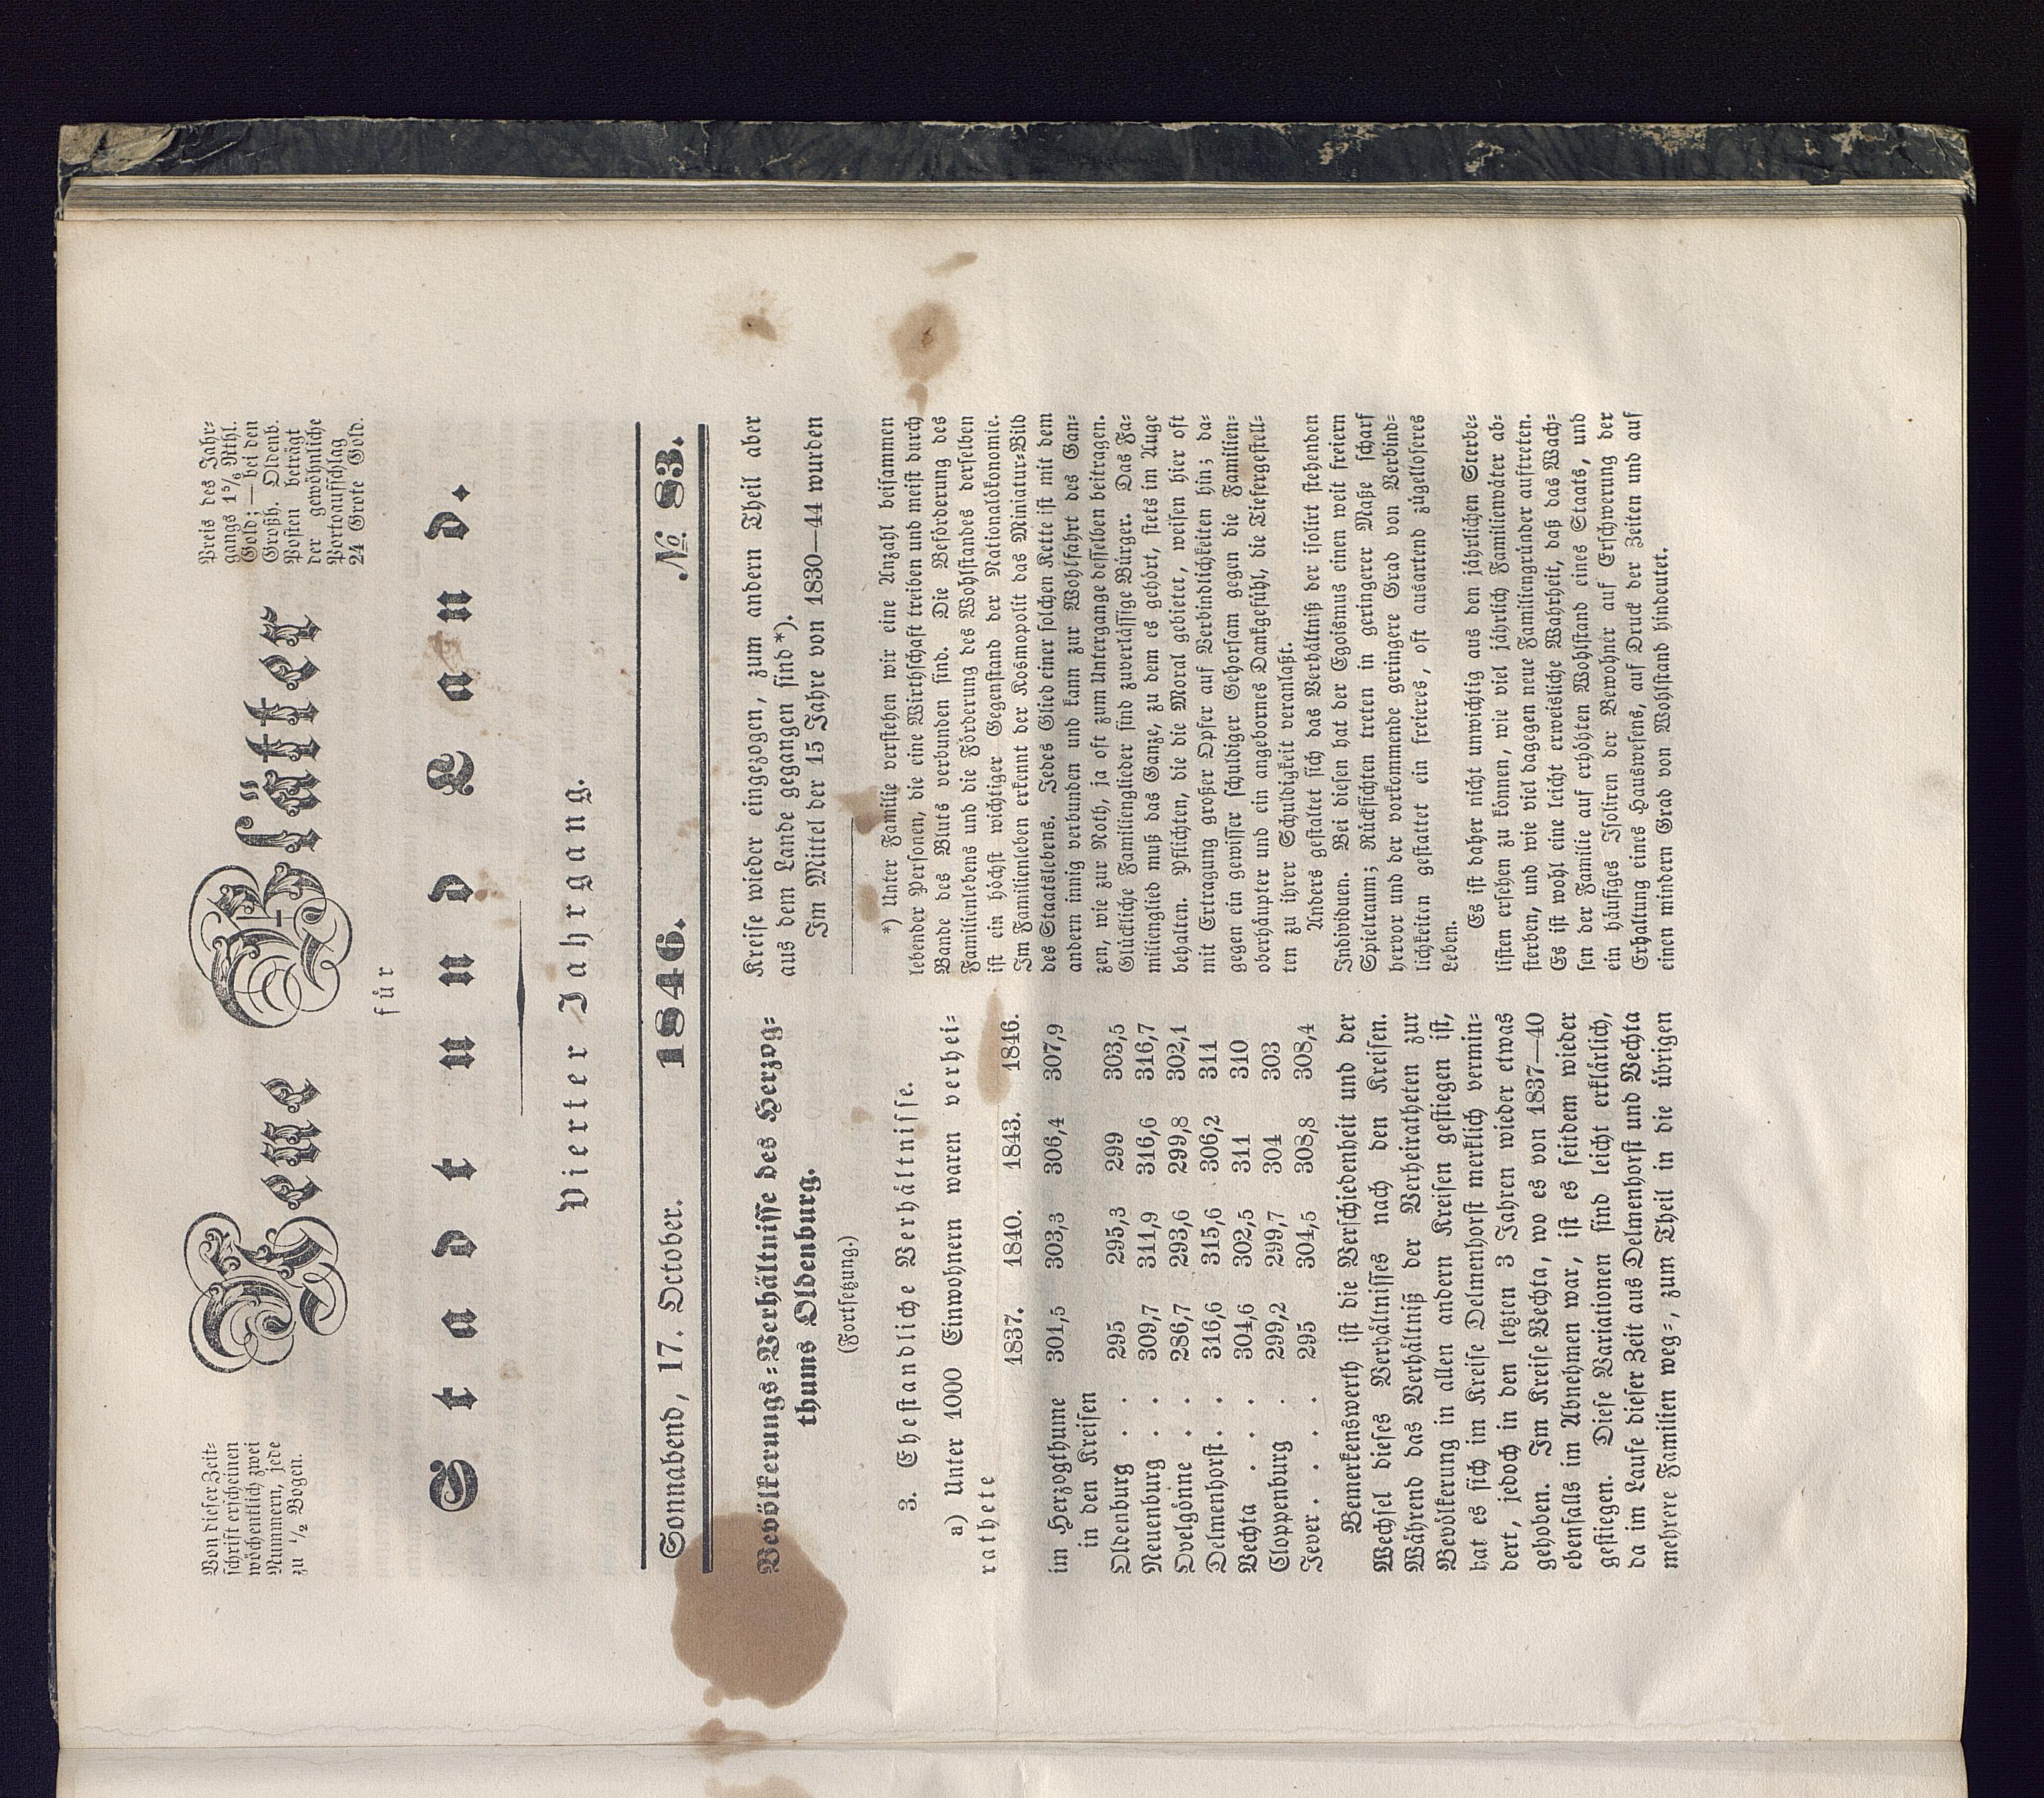 Von dieser Zeit-
schrift erscheinen
wöchentlich zwei
Nummern, jede
zu 1/2 Bogen.
Neue Blätter
Preis des Jahr-
gangs 1 5/6 Rthl.
Gold; — bei den
Großh. Oldenb.
Posten beträgt
der gewöhnliche
Portoaufschlag
24 Grote Gold.
für
Stadt und Land.
Vierter Jahrgang.
Sonnabend, 17. October. 1846. № 83.
Bevölkerungs-Verhältnisse des Herzog-
thums Oldenburg.
(Fortsetzung.)
3. Ehestandliche Verhältnisse.
a) Unter 1000 Einwohnern waren verhei-
rathete
1837. 1840. 1843. 1846.
im Herzogthume 301,5 303,3 306,4 307,9
in den Kreisen
Oldenburg . . 295 295,3 299 303,5
Neuenburg . . 309,7 311,9 316,6 316,7
Ovelgönne . . 286,7 293,6 299,8 302,1
Delmenhorst . . 316,6 315,6 306,2 311
Vechta . . . 304,6 302,5 311 310
Cloppenburg . 299,2 299,7 304 303
Jever . . . . 295 304,5 308,8 308,4
Bemerkenswerth ist die Verschiedenheit und der
Wechsel dieses Verhältnisses nach den Kreisen.
Während das Verhältniß der Verheiratheten zur
Bevölkerung in allen andern Kreisen gestiegen ist,
hat es sich im Kreise Delmenhorst merklich vermin-
dert, jedoch in den letzten 3 Jahren wieder etwas
gehoben. Im Kreise Vechta, wo es von 1837—40
ebenfalls im Abnehmen war, ist es seitdem wieder
gestiegen. Diese Variationen sind leicht erklärlich,
da im Laufe dieser Zeit aus Delmenhorst und Vechta
mehrere Familien weg-, zum Theil in die übrigen
Kreise wieder eingezogen, zum andern Theil aber
aus dem Lande gegangen sind*).
Im Mittel der 15 Jahre von 1830—44 wurden
*) Unter Familie verstehen wir eine Anzahl beisammen
lebender Personen, die eine Wirthschaft treiben und meist durch
Bande des Bluts verbunden sind. Die Beförderung des
Familienlebens und die Förderung des Wohlstandes derselben
ist ein höchst wichtiger Gegenstand der Nationalökonomie.
Im Familienleben erkennt der Kosmopolit das Miniatur-Bild
des Staatslebens. Jedes Glied einer solchen Kette ist mit dem
andern innig verbunden und kann zur Wohlfahrt des Gan-
zen, wie zur Noth, ja oft zum Untergange desselben beitragen.
Glückliche Familienglieder sind zuverlässige Bürger. Das Fa-
milienglied muß das Ganze, zu dem es gehört, stets im Auge
behalten. Pflichten, die die Moral gebietet, weisen hier oft
mit Ertragung großer Opfer auf Verbindlichkeiten hin; da-
gegen ein gewisser schuldiger Gehorsam gegen die Familien-
oberhäupter und ein angebornes Dankgefühl, die Tiefergestell-
ten zu ihrer Schuldigkeit veranlaßt.
Anders gestaltet sich das Verhältniß der isolirt stehenden
Individuen. Bei diesen hat der Egoismus einen weit freiern
Spielraum; Rücksichten treten in geringerer Maße scharf
hervor und der vorkommende geringere Grad von Verbind-
lichkeiten gestattet ein freieres, oft ausartend zügelloseres
Leben.
Es ist daher nicht unwichtig aus den jährlichen Sterbe-
listen ersehen zu können, wie viel jährlich Familienväter ab-
sterben, und wie viel dagegen neue Familiengründer auftreten.
Es ist wohl eine leicht erweisliche Wahrheit, daß das Wach-
sen der Familie auf erhöhten Wohlstand eines Staats, und
ein häufiges Isoliren der Bewohner auf Erschwerung der
Erhaltung eines Hauswesens, auf Druck der Zeiten und auf
einen mindern Grad von Wohlstand hindeutet.